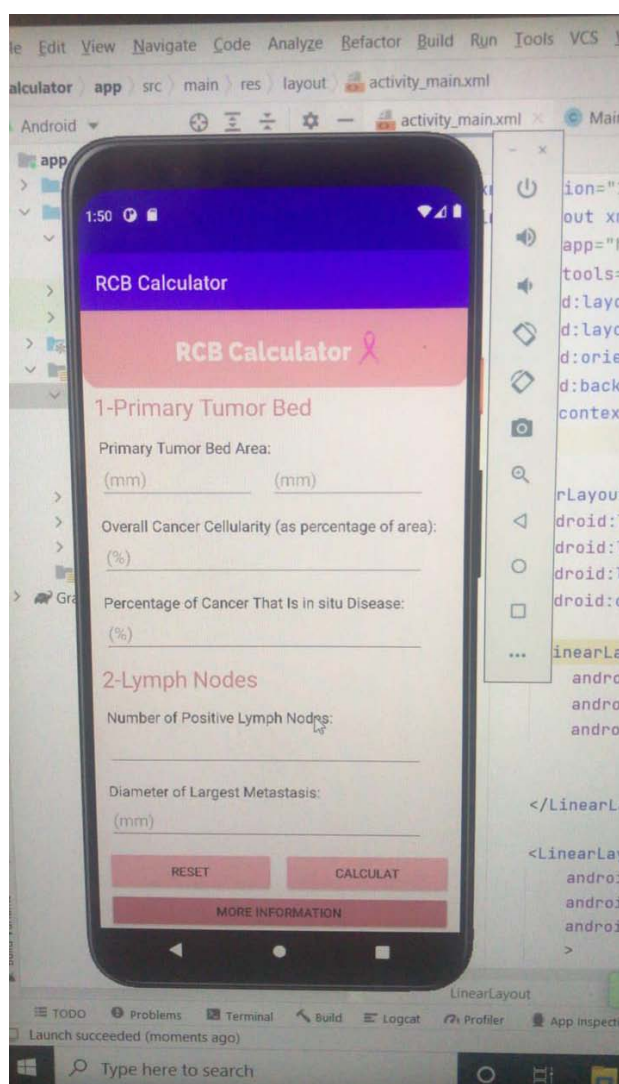 Edit View Navigate Code Analyze Refactor Build Run Tools VCS
alculator app src main res layout activity_main.xml
Android activity_main.xml Mai
app
1:50
RCB Calculator
RCB Calculator
1-Primary Tumor Bed
Primary Tumor Bed Area:
(mm) (mm)
Overall Cancer Cellularity (as percentage of area):
(%)
Percentage of Cancer That Is in situ Disease:
(%)
2-Lymph Nodes
Number of Positive Lymph Nodes:
Diameter of Largest Metastasis:
(mm)
RESET CALCULAT
MORE INFORMATION
Gra
ion="
out x
app="
tools=
d:layo
d:layo
d:orie
d:back
contex
rLayou
droid:
droid:
droid:
droid:
inearLa
andro
andro
andro
</LinearL
<LinearLay
androi
androi
androi
>
LinearLayout
TODO Problems Terminal Build Logcat Profiler App Inspect
Launch succeeded (moments ago)
Type here to search